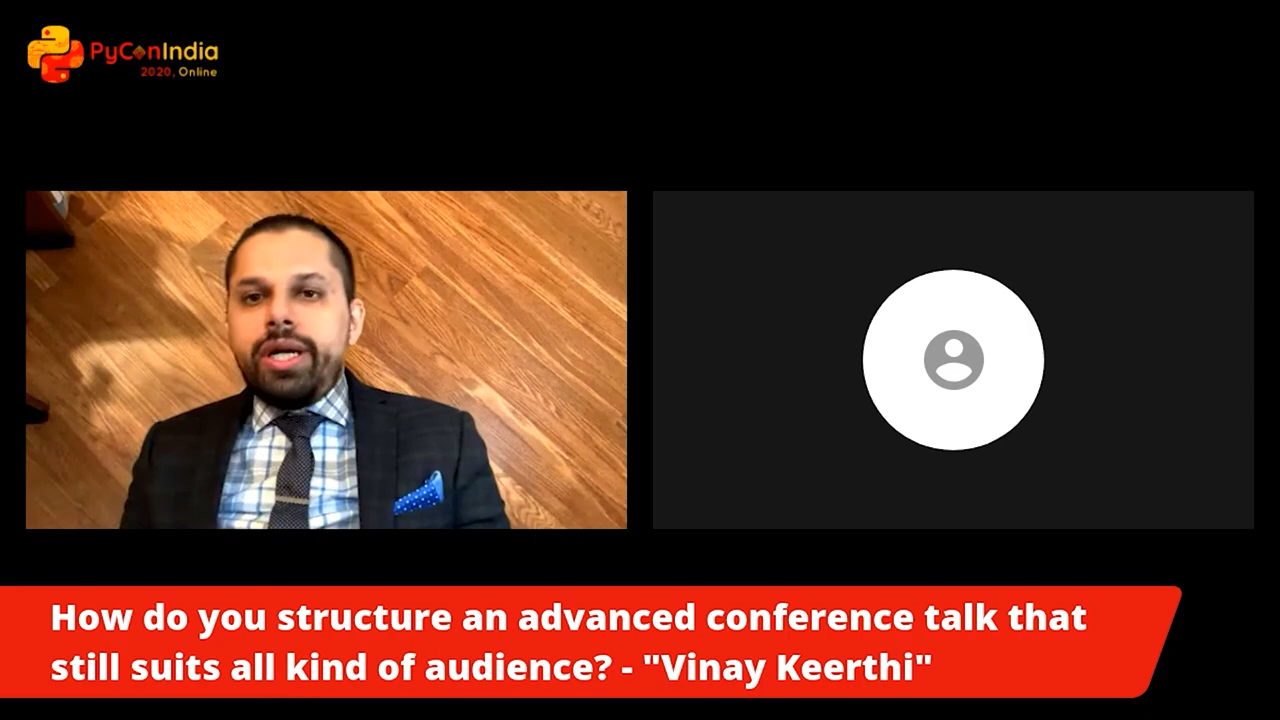 PyConIndia
2020, Online
How do you structure an advanced conference talk that
still suits all kind of audience? - "Vinay Keerthi"